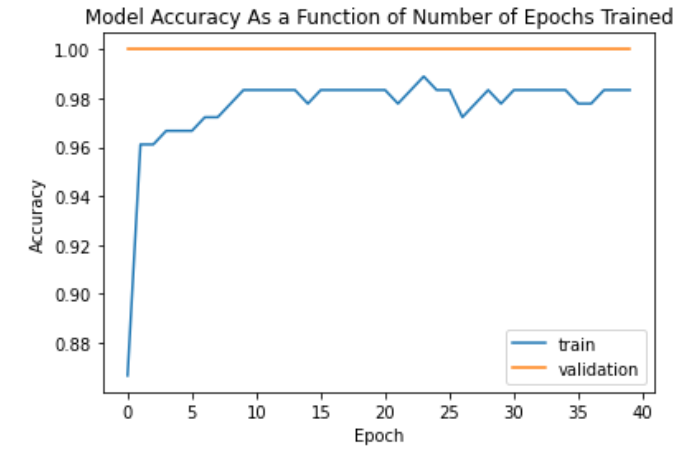 Model Accuracy As a Function of Number of Epochs Trained
1.00
0.98
0.96
0.94
0.92
0.90
0.88
Accuracy
train
validation
0 5 10 15 20 25 30 35 40
Epoch